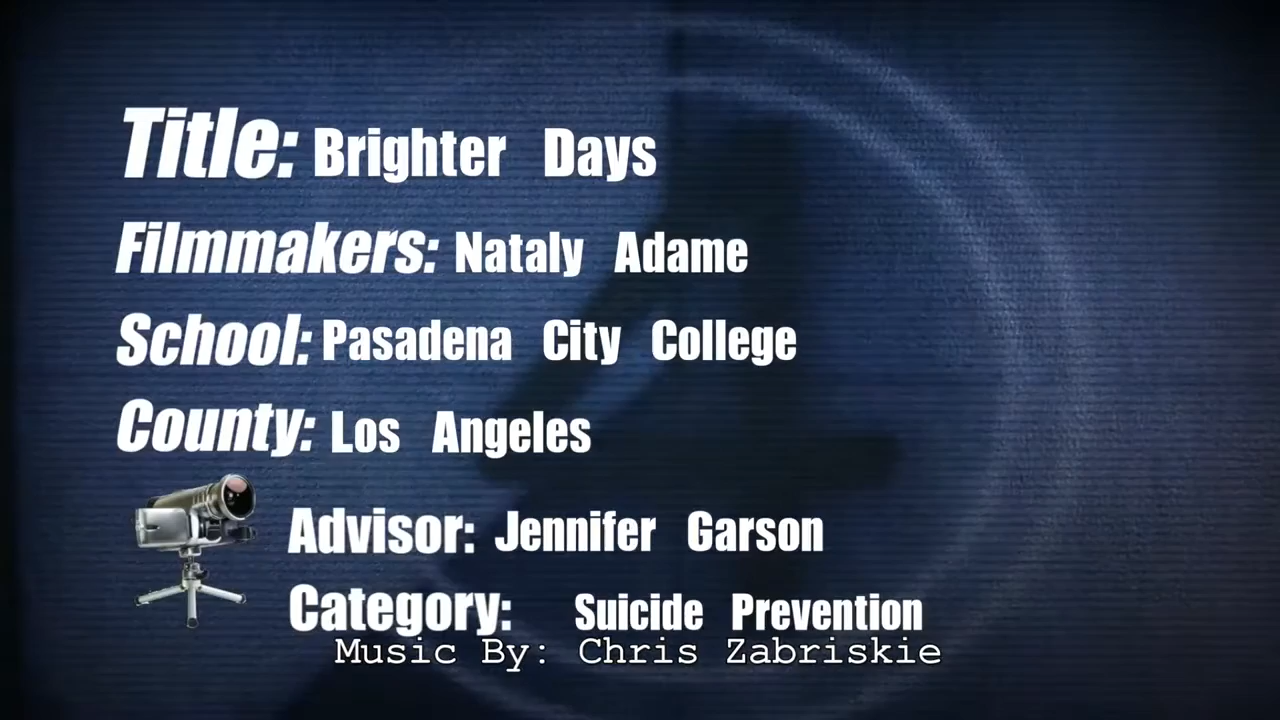 Title: Brighter Days
Filmmakers: Nataly Adame
School: Pasadena City College
County: Los Angeles
Advisor: Jennifer Garson
Category: Suicide Prevention
Music By: Chris Zabriskie